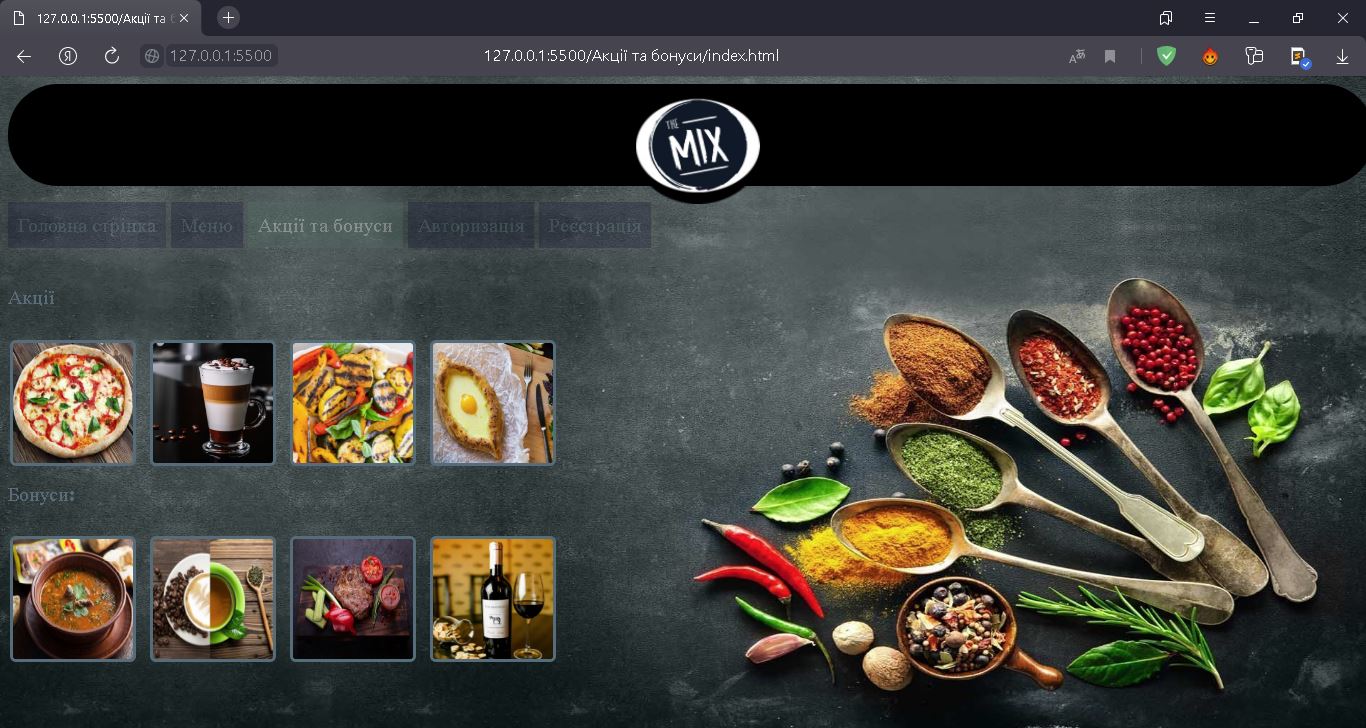 127.0.0.1:5500/Акції та б
127.0.0.1:5500
127.0.0.1:5500/Акції та бонуси/index.html
THE
MIX
Головна стрінка
Меню
Акції та бонуси
Авторизація
Реєстрація
Акції
Бонуси: